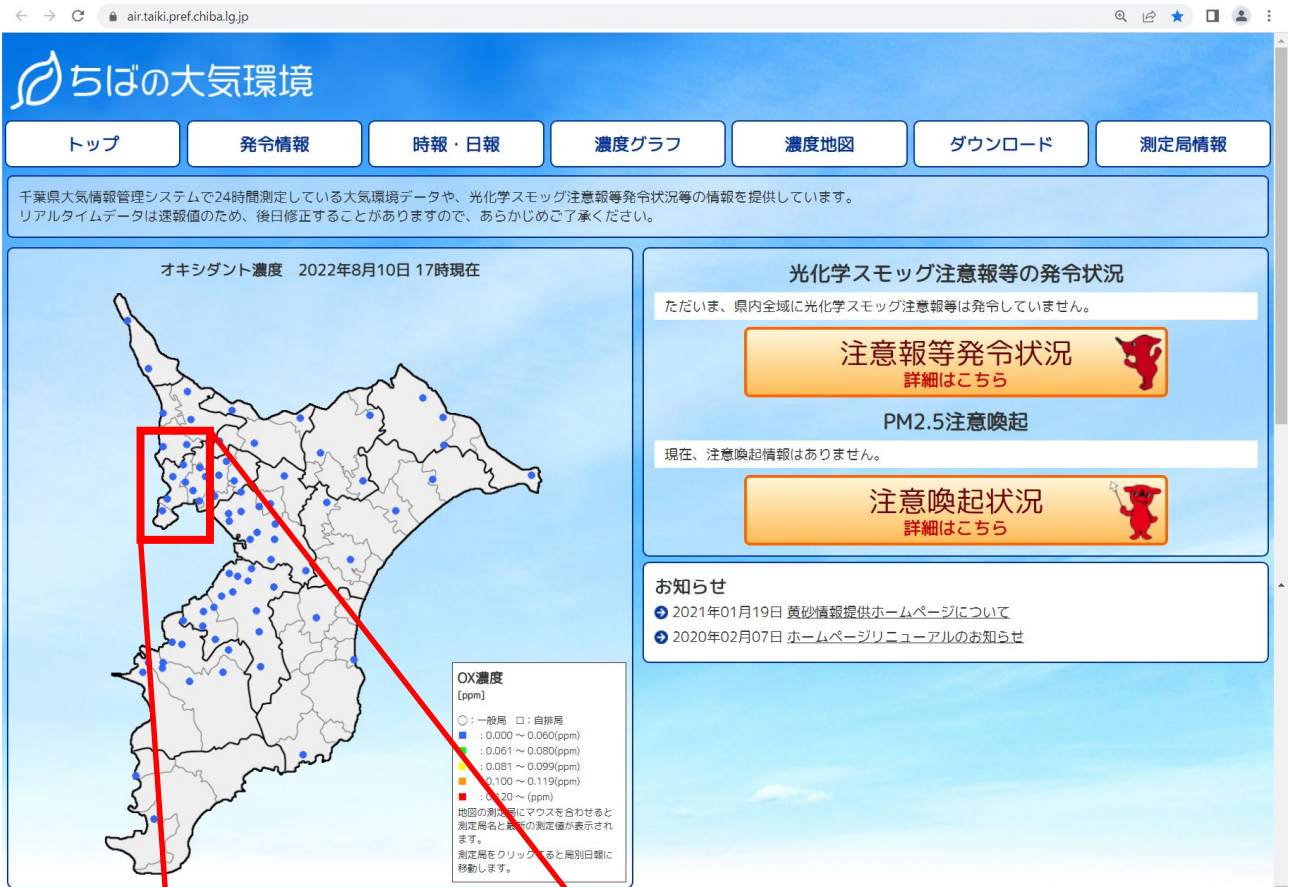 air.taiki.pref.chiba.lg.jp
ちばの大気環境
トップ
発令情報
時報・日報
濃度グラフ
濃度地図
ダウンロード
測定局情報
千葉県大気情報管理システムで24時間測定している大気環境データや、光化学スモッグ注意報等発令状況等の情報を提供しています。
リアルタイムデータは速報値のため、後日修正することがありますので、あらかじめご了承ください。
オキシダント濃度 2022年8月10日 17時現在
OX濃度
[ppm]
○：一般局 □：自排局
：0.000 ～ 0.060(ppm)
：0.061 ～ 0.080(ppm)
：0.081 ～ 0.099(ppm)
：0.100 ～ 0.119(ppm)
：0.120 ～ (ppm)
地図の測定局にマウスを合わせると
測定局名と最新の測定値が表示され
ます。
測定局をクリックすると局別日報に
移動します。
光化学スモッグ注意報等の発令状況
ただいま、県内全域に光化学スモッグ注意報等は発令していません。
注意報等発令状況
詳細はこちら
PM2.5注意喚起
現在、注意喚起情報はありません。
注意喚起状況
詳細はこちら
お知らせ
2021年01月19日 黄砂情報提供ホームページについて
2020年02月07日 ホームページリニューアルのお知らせ